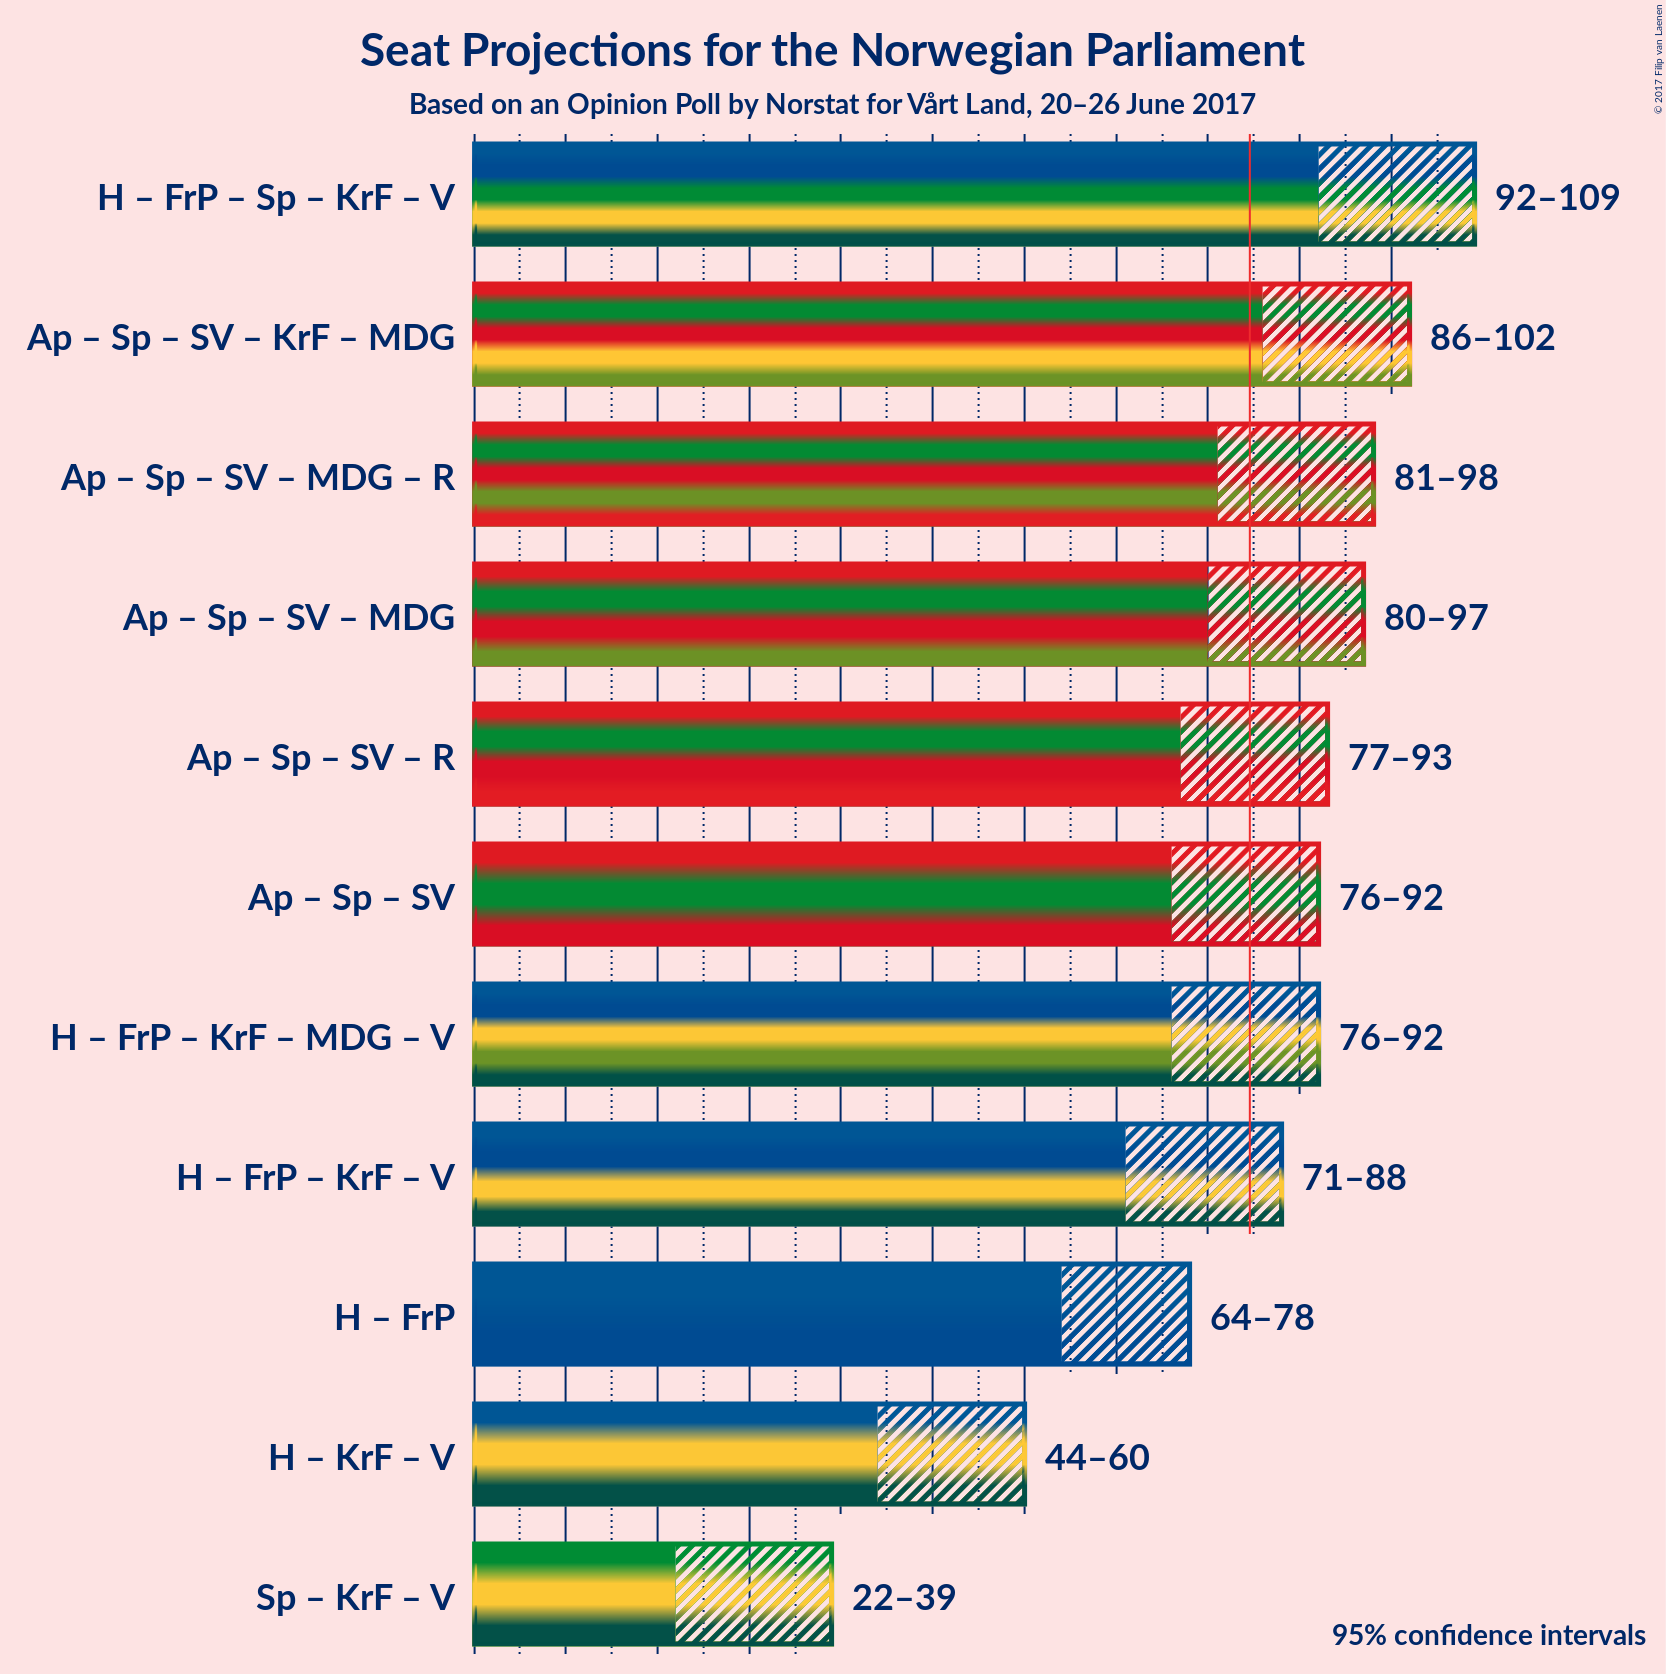 Seat Projections for the Norwegian Parliament
Based on an Opinion Poll by Norstat for Vårt Land, 20–26 June 2017
© 2017 Filip van Laenen
H – FrP – Sp – KrF – V 92–109
Ap – Sp – SV – KrF – MDG 86–102
Ap – Sp – SV – MDG – R 81–98
Ap – Sp – SV – MDG 80–97
Ap – Sp – SV – R 77–93
Ap – Sp – SV 76–92
H – FrP – KrF – MDG – V 76–92
H – FrP – KrF – V 71–88
H – FrP 64–78
H – KrF – V 44–60
Sp – KrF – V 22–39
95% confidence intervals